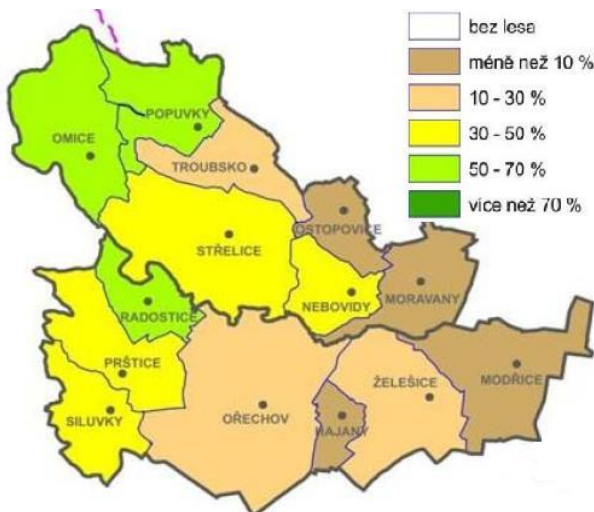 bez lesa
méně než 10 %
10 - 30 %
30 - 50 %
50 - 70 %
více než 70 %
POPUVKY
OMICE
TROUBSKO
OSTOPOVICE
STŘELICE
NEBOVIDY
MORAVANY
RADOSTICE
PRŠTICE
MODŘICE
ŽELEŠICE
SILUVKY
OŘECHOV
HAJANY